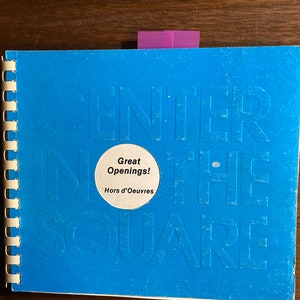 CENTER
IN THE
SQUARE
Great
Openings!
Hors d'Oeuvres